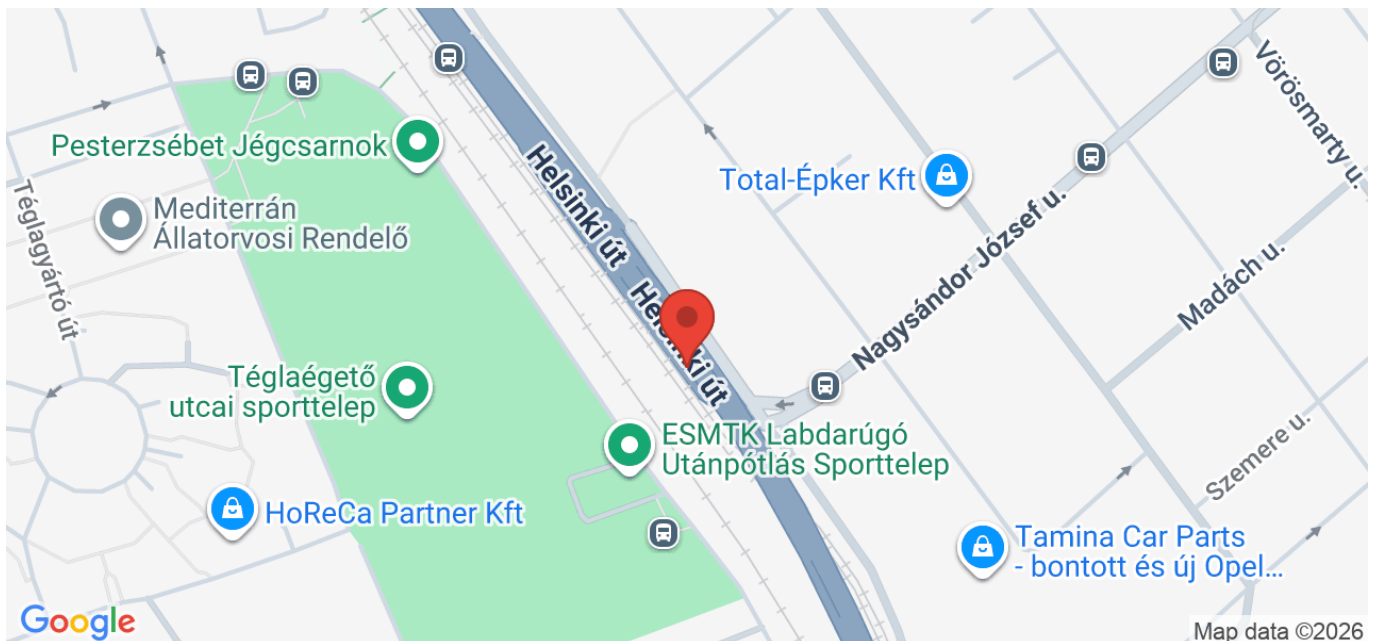 Vörösmarty u.
Pesterzsébet Jégcsarnok
Helsinki út
Total-Épker Kft
Téglagyártó út
Mediterrán
Állatorvosi Rendelő
Nagysándor József u.
Madách u.
Helsinki út
Téglaégető
utcai sporttelep
ESMTK Labdarúgó
Utánpótlás Sporttelep
Szemere u.
HoReCa Partner Kft
Tamina Car Parts
- bontott és új Opel...
Google
Map data ©2026